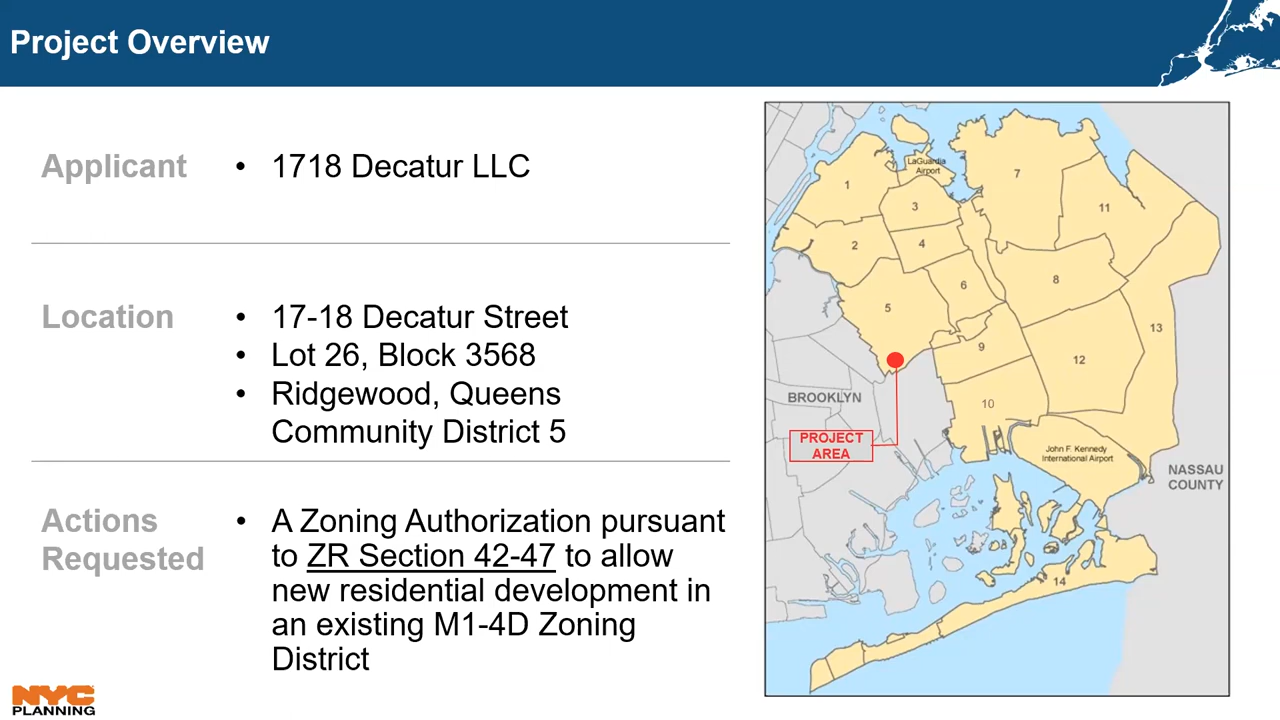 Project Overview
Applicant
• 1718 Decatur LLC
Location
• 17-18 Decatur Street
• Lot 26, Block 3568
• Ridgewood, Queens
Community District 5
Actions
Requested
• A Zoning Authorization pursuant
to ZR Section 42-47 to allow
new residential development in
an existing M1-4D Zoning
District
NYC
PLANNING
LaGuardia
Airport
1
7
3
11
2
4
8
6
5
13
9
12
BROOKLYN
10
PROJECT
AREA
John F. Kennedy
International Airport
NASSAU
COUNTY
14